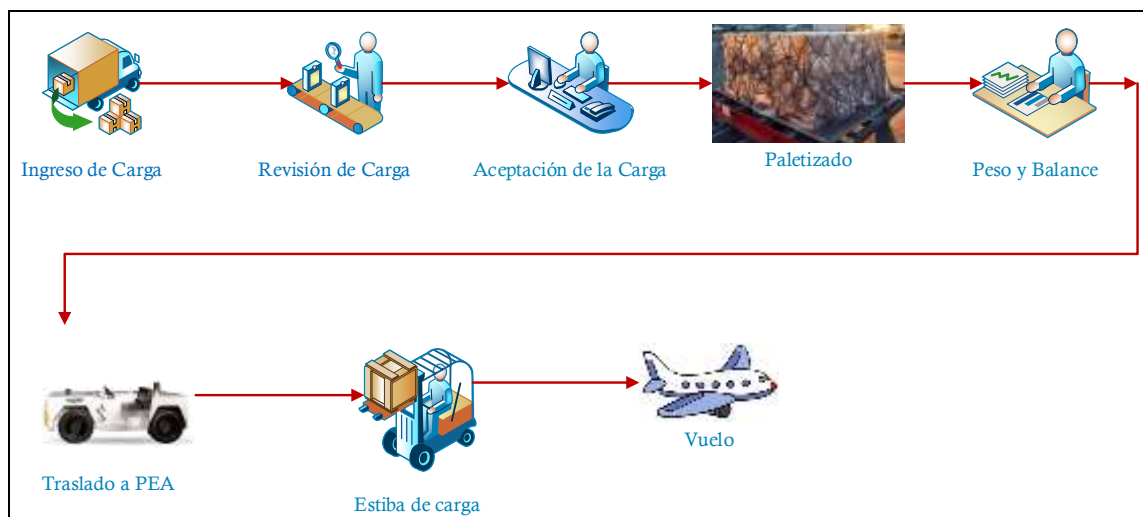 Ingreso de Carga
Revisión de Carga
Aceptación de la Carga
Paletizado
Peso y Balance
Traslado a PEA
Estiba de carga
Vuelo